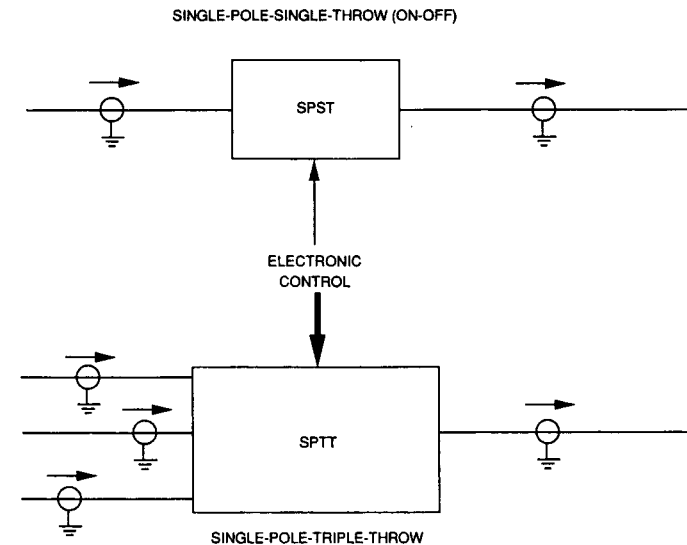 SINGLE-POLE-SINGLE-THROW (ON-OFF)
SPST
ELECTRONIC
CONTROL
SPTT
SINGLE-POLE-TRIPLE-THROW